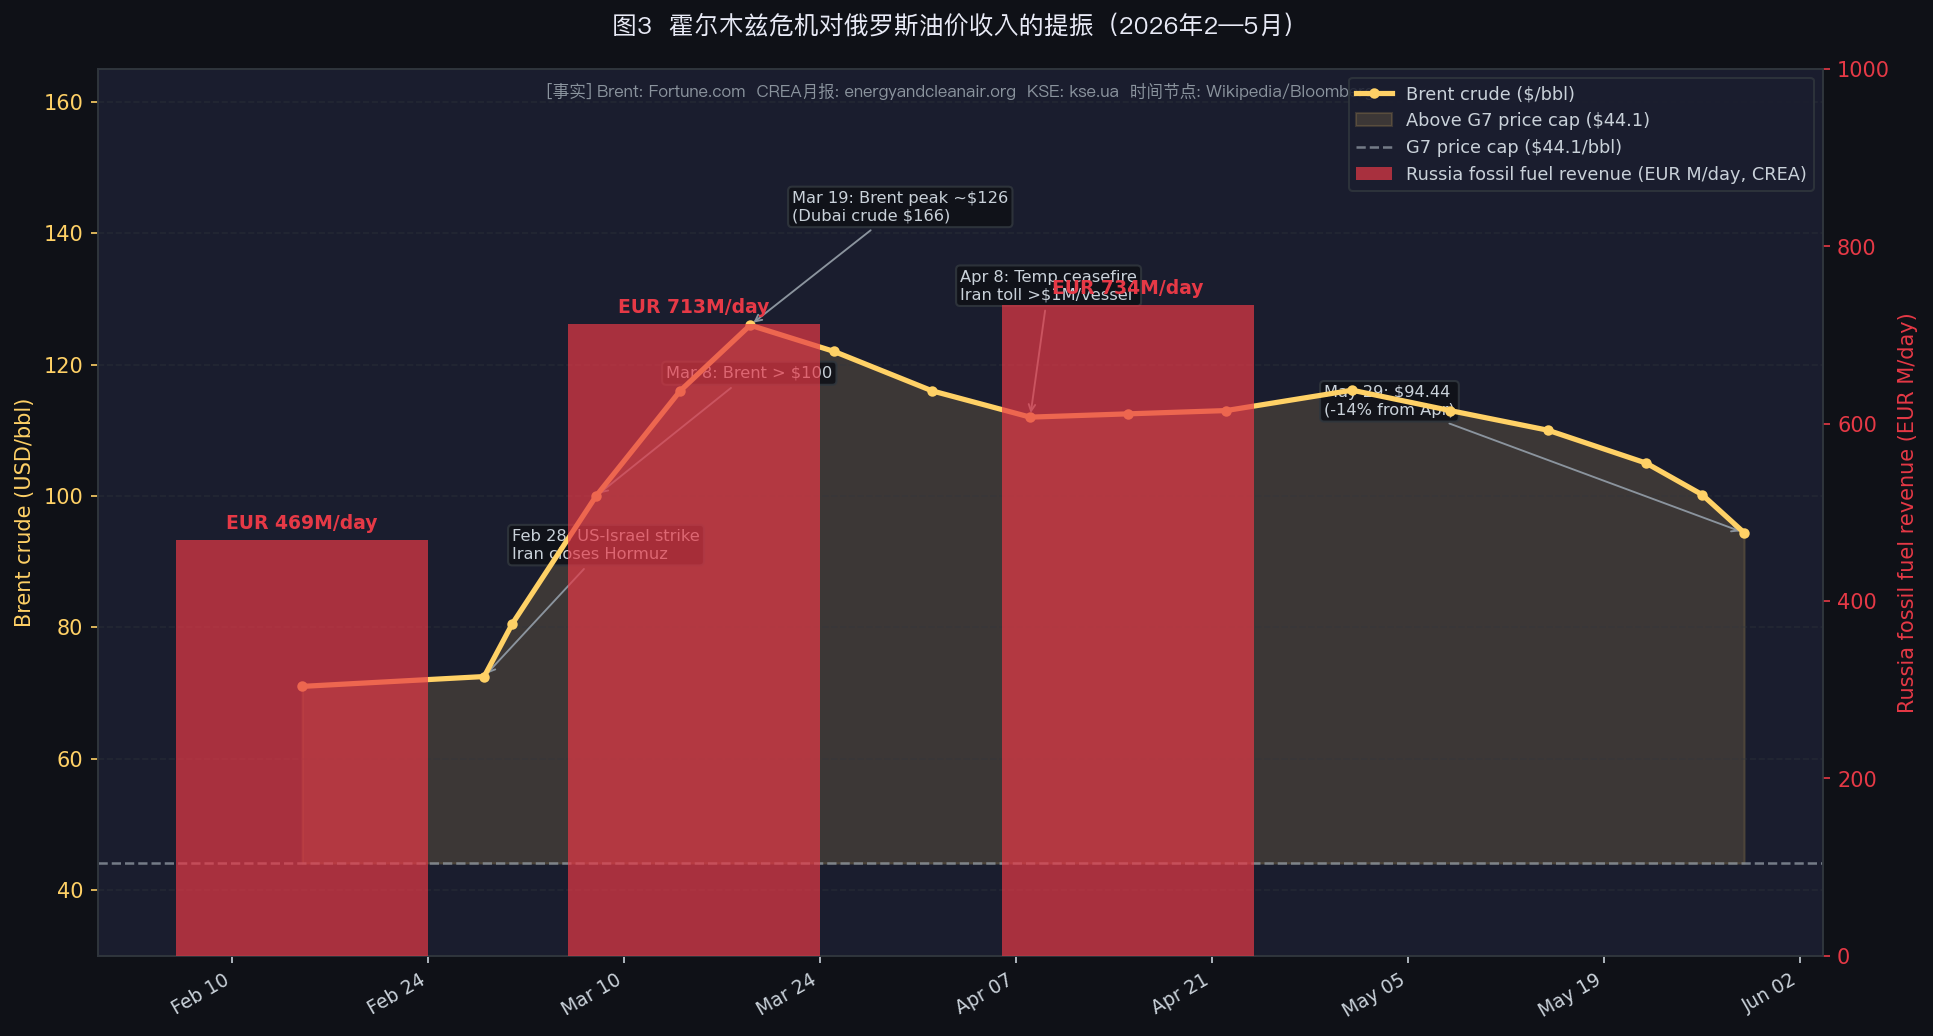 图3  霍尔木兹危机对俄罗斯油价收入的提振（2026年2—5月）
[事实] Brent: Fortune.com  CREA月报: energyandcleanair.org  KSE: kse.ua  时间节点: Wikipedia/Bloomb
Brent crude ($/bbl)
Above G7 price cap ($44.1)
G7 price cap ($44.1/bbl)
Russia fossil fuel revenue (EUR M/day, CREA)
Mar 19: Brent peak ~$126
(Dubai crude $166)
Apr 8: Temp ceasefire
Iran toll >$1M/vessel
EUR 734M/day
EUR 713M/day
Mar 8: Brent > $100
May 29: $94.44
(-14% from Apr)
EUR 469M/day
Feb 28: US-Israel strike
Iran closes Hormuz
Brent crude (USD/bbl)
160
140
120
100
80
60
40
Russia fossil fuel revenue (EUR M/day)
1000
800
600
400
200
0
Feb 10
Feb 24
Mar 10
Mar 24
Apr 07
Apr 21
May 05
May 19
Jun 02